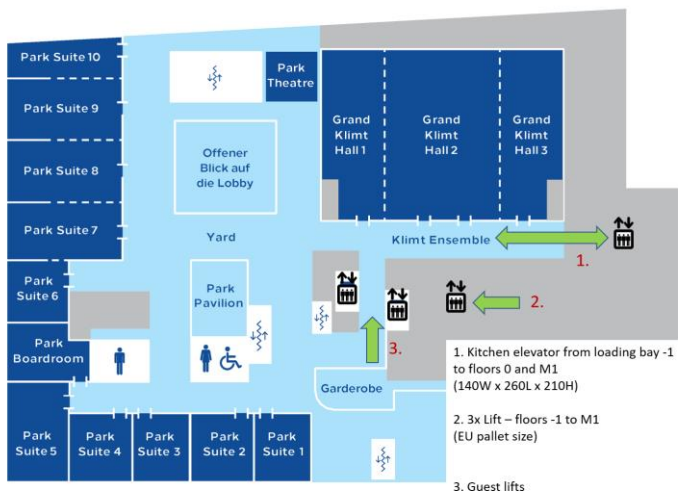 Park Suite 10
Park Suite 9
Park Suite 8
Park Suite 7
Park
Suite 6
Park
Boardroom
Park
Suite 5
Park
Suite 4
Park
Suite 3
Park
Suite 2
Park
Suite 1
Park
Theatre
Offener
Blick auf
die Lobby
Yard
Park
Pavilion
Grand
Klimt
Hall 1
Grand
Klimt
Hall 2
Grand
Klimt
Hall 3
Klimt Ensemble
1.
2.
3.
Garderobe
1. Kitchen elevator from loading bay -1
to floors 0 and M1
(140W x 260L x 210H)
2. 3x Lift – floors -1 to M1
(EU pallet size)
3. Guest lifts